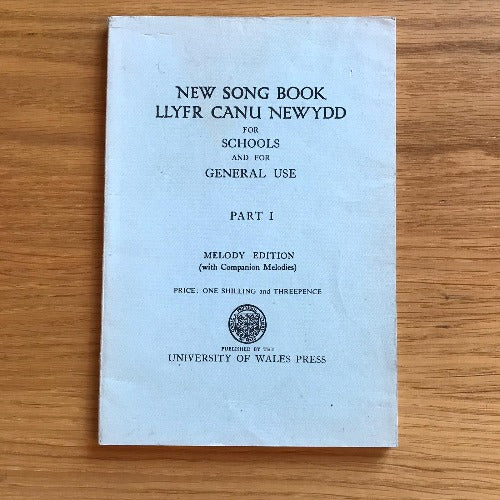 NEW SONG BOOK
LLYFR CANU NEWYDD
FOR
SCHOOLS
AND FOR
GENERAL USE
PART I
MELODY EDITION
(with Companion Melodies)
PRICE: ONE SHILLING and THREEPENCE
PUBLISHED BY THE
UNIVERSITY OF WALES PRESS